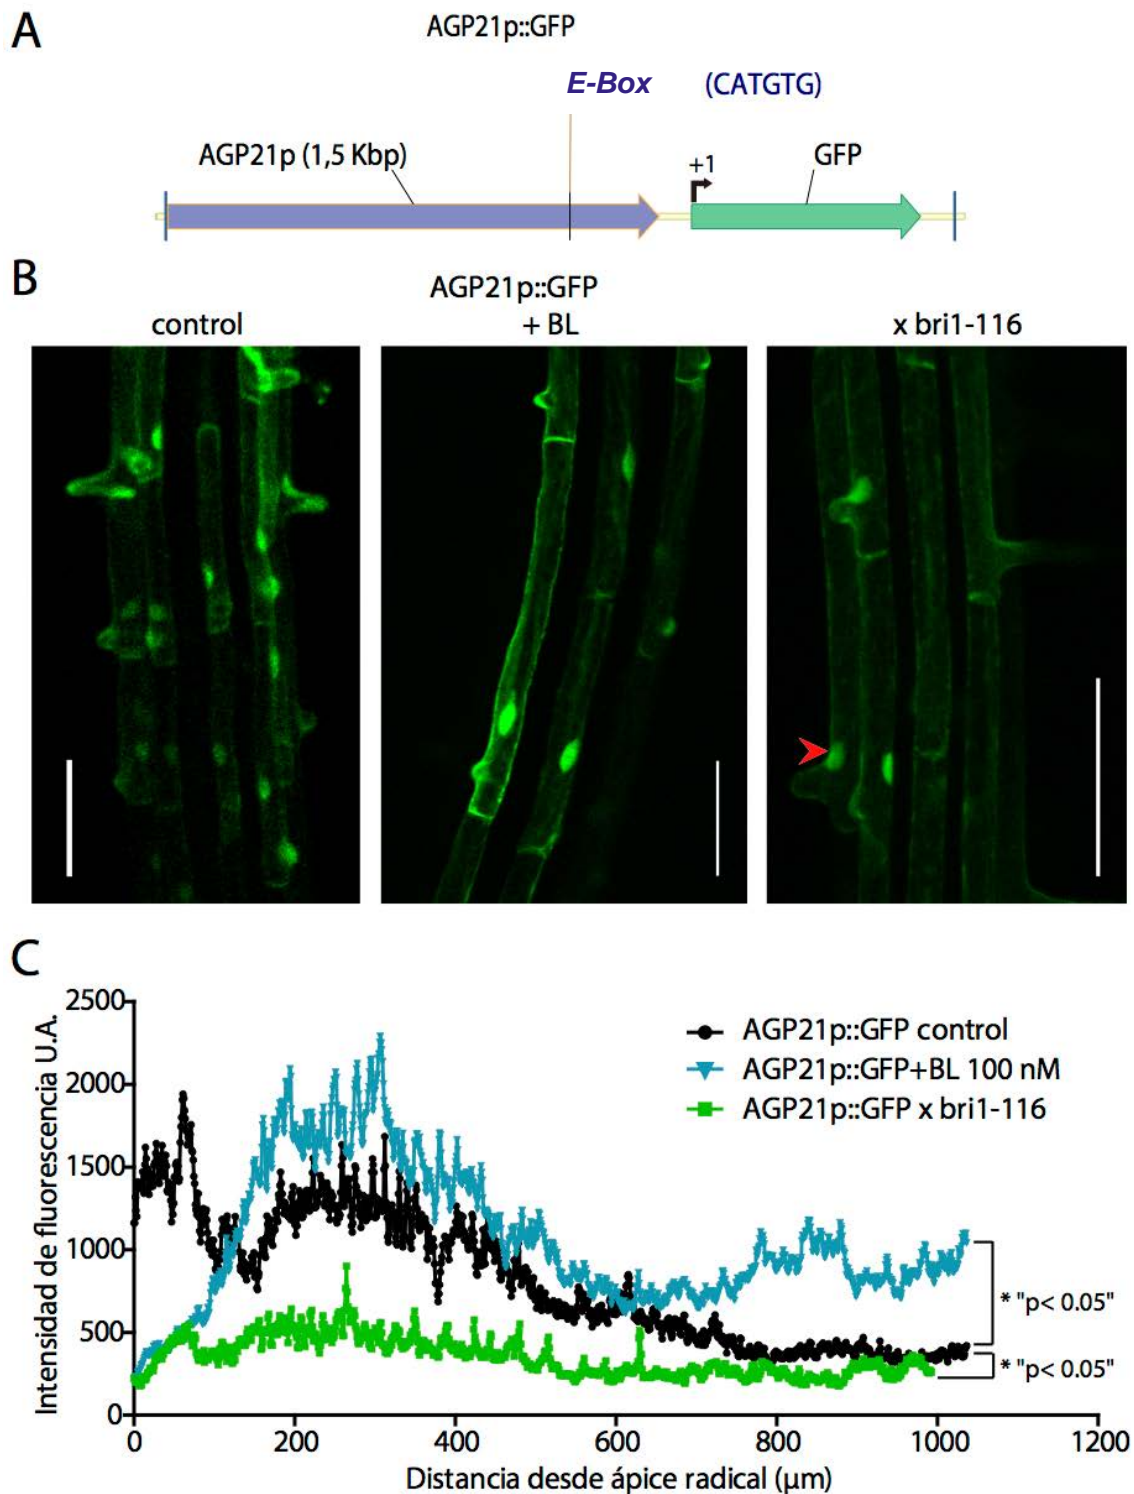 A
AGP21p::GFP
E-Box (CATGTG)
AGP21p (1,5 Kbp)
+1
GFP
B
AGP21p::GFP
control
+ BL
x bri1-116
C
Intensidad de fluorescencia U.A.
2500
2000
1500
1000
500
0
AGP21p::GFP control
AGP21p::GFP+BL 100 nM
AGP21p::GFP x bri1-116
* "p< 0.05"
* "p< 0.05"
0 200 400 600 800 1000 1200
Distancia desde ápice radical (µm)